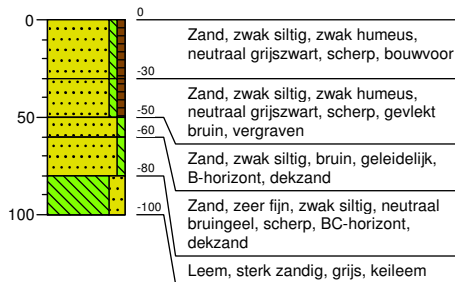 0
50
100
0
Zand, zwak siltig, zwak humeus,
neutraal grijszwart, scherp, bouwvoor
-30
Zand, zwak siltig, zwak humeus,
neutraal grijszwart, scherp, gevlekt
bruin, vergraven
-50
-60
Zand, zwak siltig, bruin, geleidelijk,
B-horizont, dekzand
-80
Zand, zeer fijn, zwak siltig, neutraal
bruingeel, scherp, BC-horizont,
dekzand
-100
Leem, sterk zandig, grijs, keileem